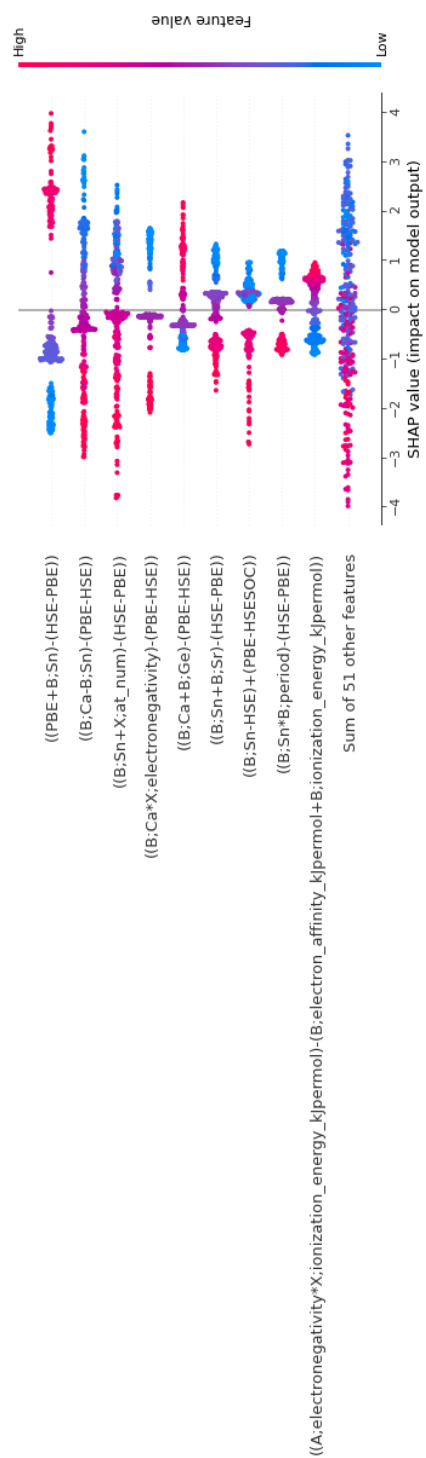 ((PBE+B;Sn)-(HSE-PBE))
((B;Ca-B;Sn)-(PBE-HSE))
((B;Sn+X;at_num)-(HSE-PBE))
((B;Ca*X;electronegativity)-(PBE-HSE))
((B;Ca+B;Ge)-(PBE-HSE))
((B;Sn+B;Sr)-(HSE-PBE))
((B;Sn-HSE)+(PBE-HSESOC))
((B;Sn*B;period)-(HSE-PBE))
((A;electronegativity*X;ionization_energy_kJpermol)-(B;electron_affinity_kJpermol+B;ionization_energy_kJpermol))
Sum of 51 other features
−4 −3 −2 −1 0 1 2 3 4
SHAP value (impact on model output)
High
Low
Feature value